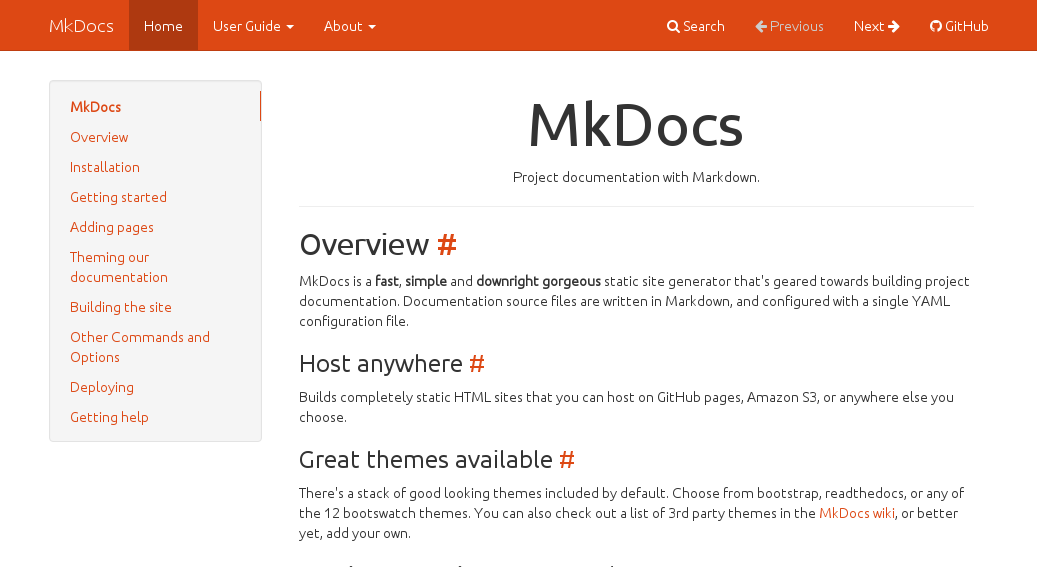 MkDocs Home User Guide About Search Previous Next GitHub
MkDocs
Overview
Installation
Getting started
Adding pages
Theming our
documentation
Building the site
Other Commands and
Options
Deploying
Getting help
MkDocs
Project documentation with Markdown.
Overview #
MkDocs is a fast, simple and downright gorgeous static site generator that's geared towards building project
documentation. Documentation source files are written in Markdown, and configured with a single YAML
configuration file.
Host anywhere #
Builds completely static HTML sites that you can host on GitHub pages, Amazon S3, or anywhere else you
choose.
Great themes available #
There's a stack of good looking themes included by default. Choose from bootstrap, readthedocs, or any of
the 12 bootswatch themes. You can also check out a list of 3rd party themes in the MkDocs wiki, or better
yet, add your own.